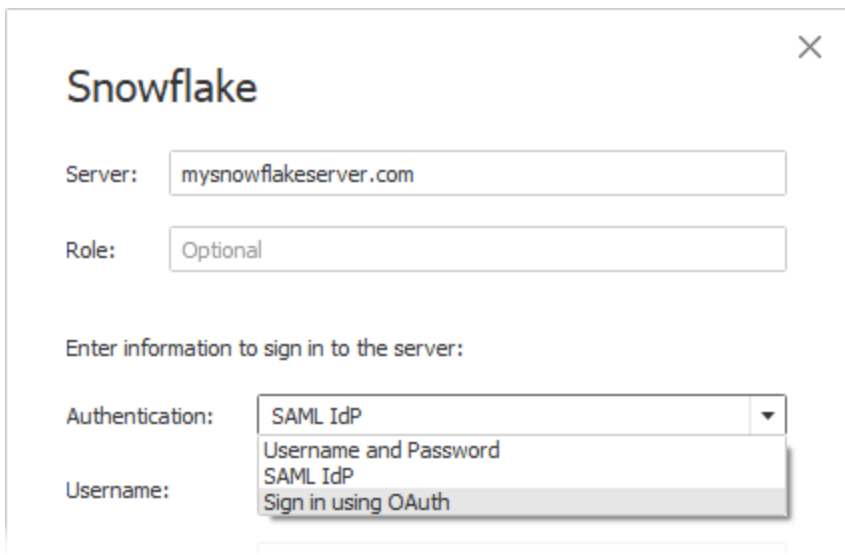 Snowflake
Server: mysnowflakeserver.com
Role: Optional
Enter information to sign in to the server:
Authentication: SAML IdP
Username and Password
SAML IdP
Username:
Sign in using OAuth